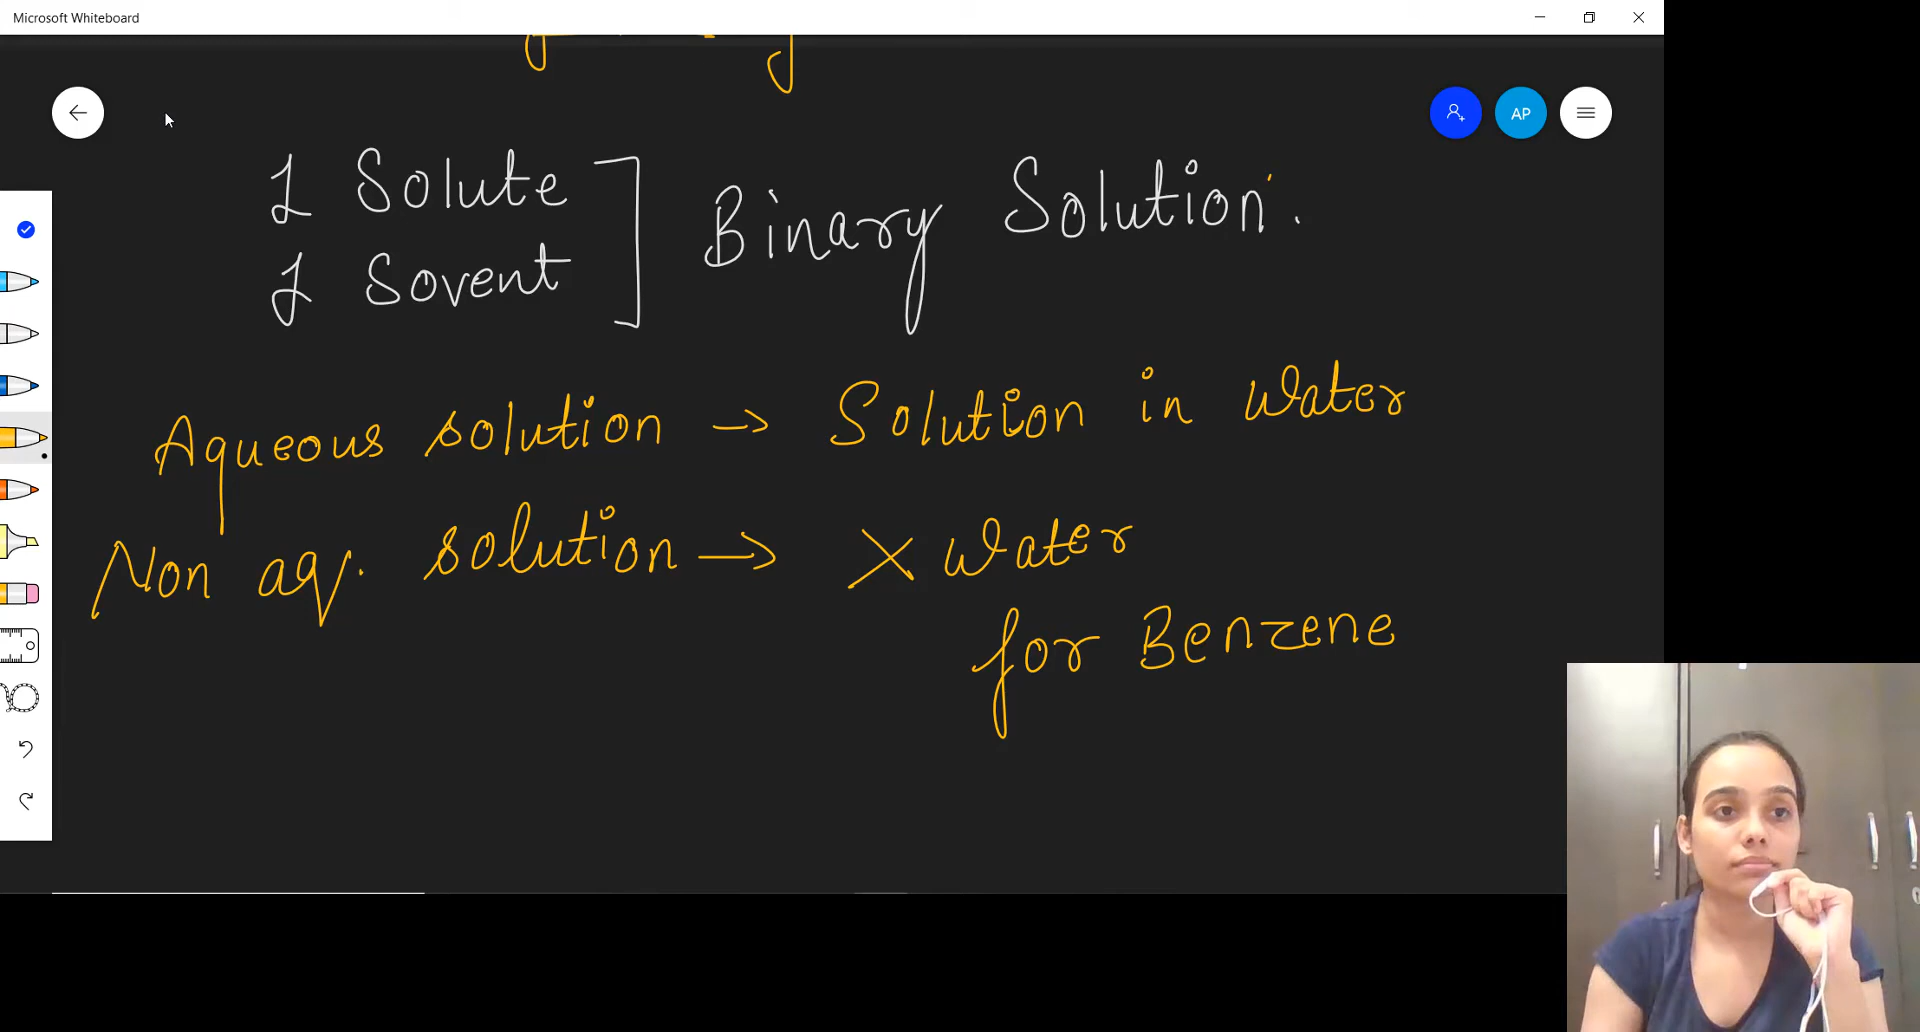 Microsoft Whiteboard
AP
1 Solute
1 Sovent
Binary Solution.
Aqueous solution → Solution in Water
Non aq. solution → X Water
for Benzene